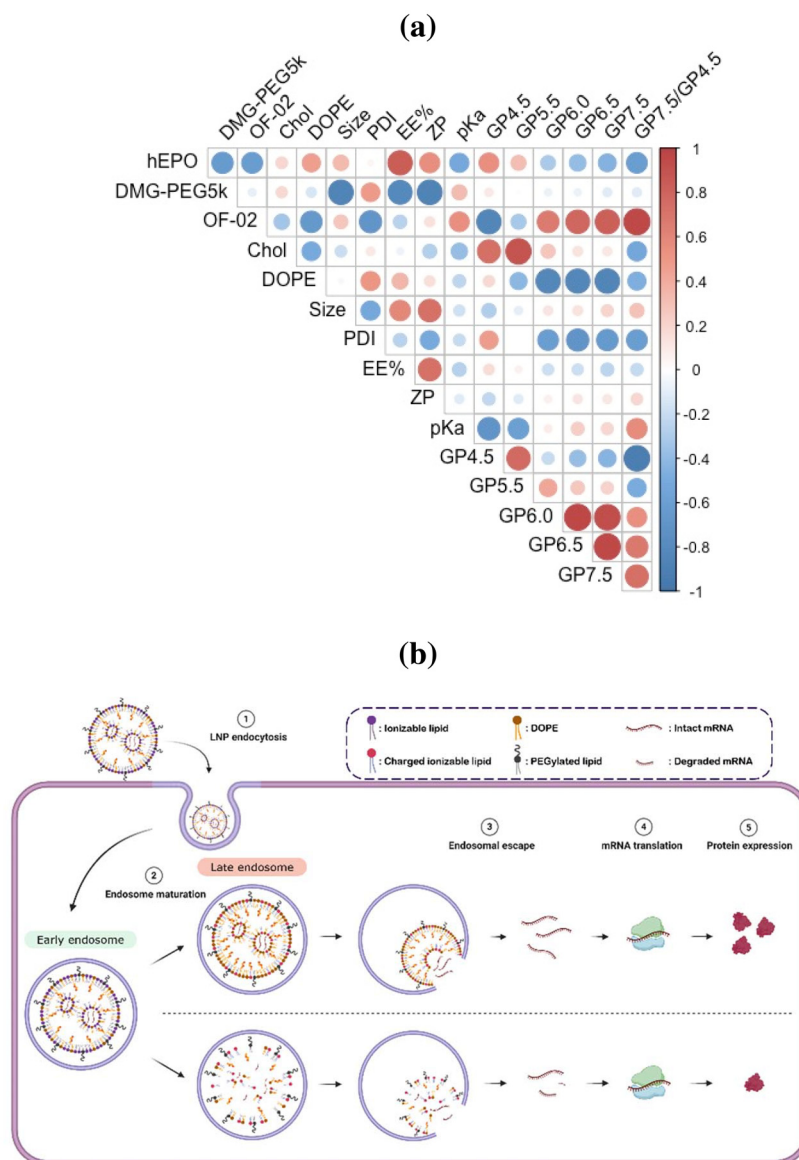 (a)
DMG-PEG5k
OF-02
Chol
DOPE
Size
PDI
EE%
ZP
pKa
GP4.5
GP5.5
GP6.0
GP6.5
GP7.5
GP7.5/GP4.5
hEPO
DMG-PEG5k
OF-02
Chol
DOPE
Size
PDI
EE%
ZP
pKa
GP4.5
GP5.5
GP6.0
GP6.5
GP7.5
1
0.8
0.6
0.4
0.2
0
-0.2
-0.4
-0.6
-0.8
-1
(b)
1
LNP endocytosis
: Ionizable lipid
: DOPE
: Intact mRNA
: Charged ionizable lipid
: PEGylated lipid
: Degraded mRNA
2
Endosome maturation
Late endosome
3
Endosomal escape
4
mRNA translation
5
Protein expression
Early endosome